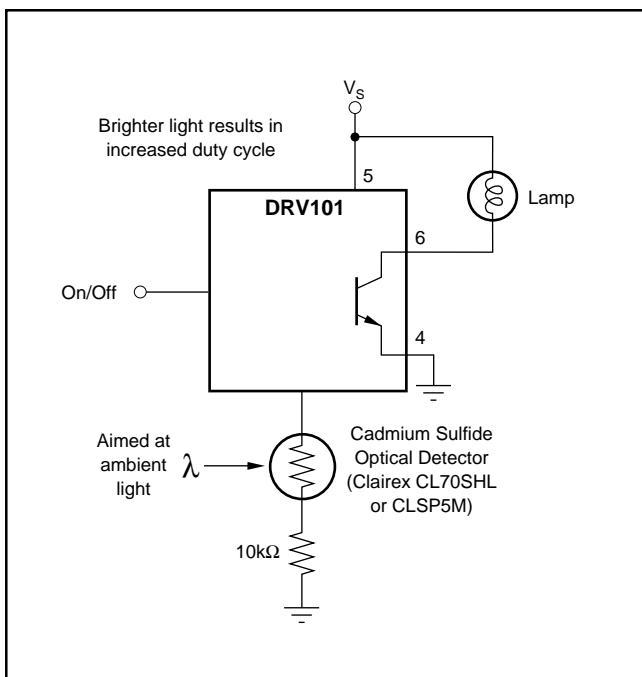 V_S
Brighter light results in
increased duty cycle
5
DRV101
Lamp
6
On/Off
4
Aimed at
ambient
light
λ
Cadmium Sulfide
Optical Detector
(Clairex CL70SHL
or CLSP5M)
10kΩ